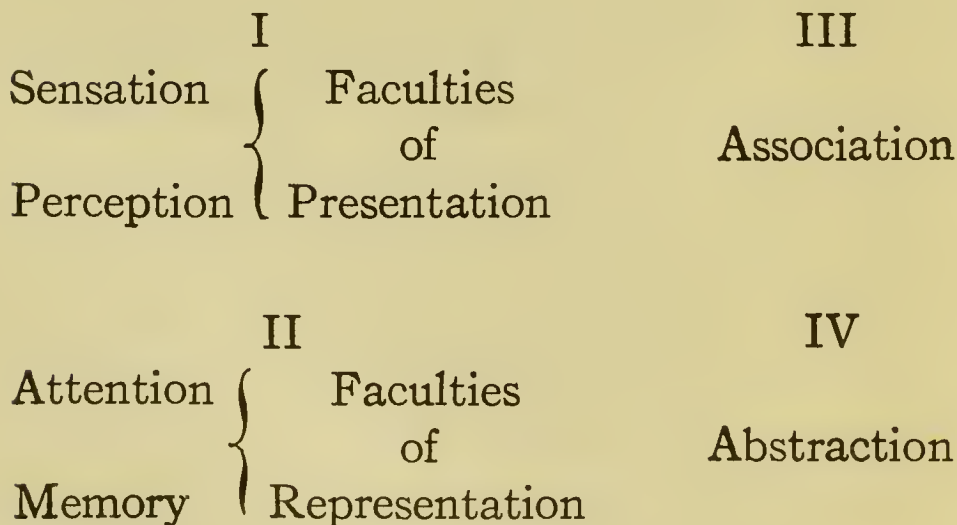 I III
Sensation { Faculties
of Association
Perception Presentation
II IV
Attention { Faculties
of Abstraction
Memory Representation